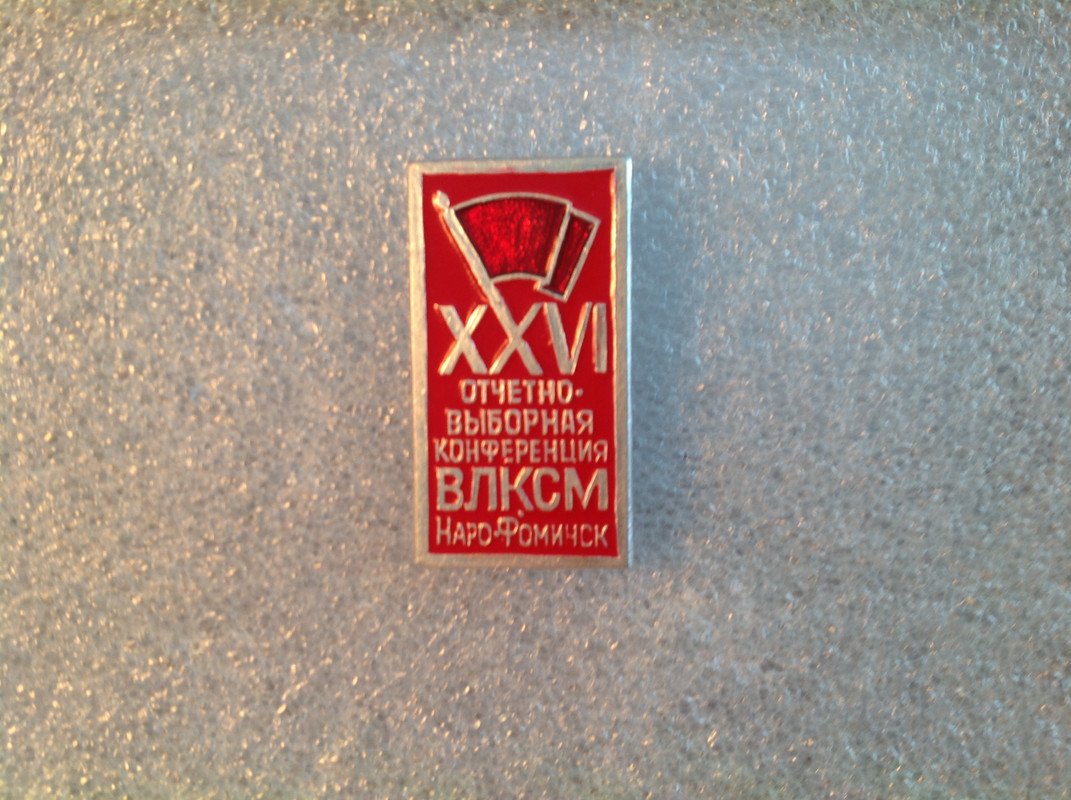 XXVI
ОТЧЕТНО-
ВЫБОРНАЯ
КОНФЕРЕНЦИЯ
ВЛКСМ
НАРО-ФОМИНСК